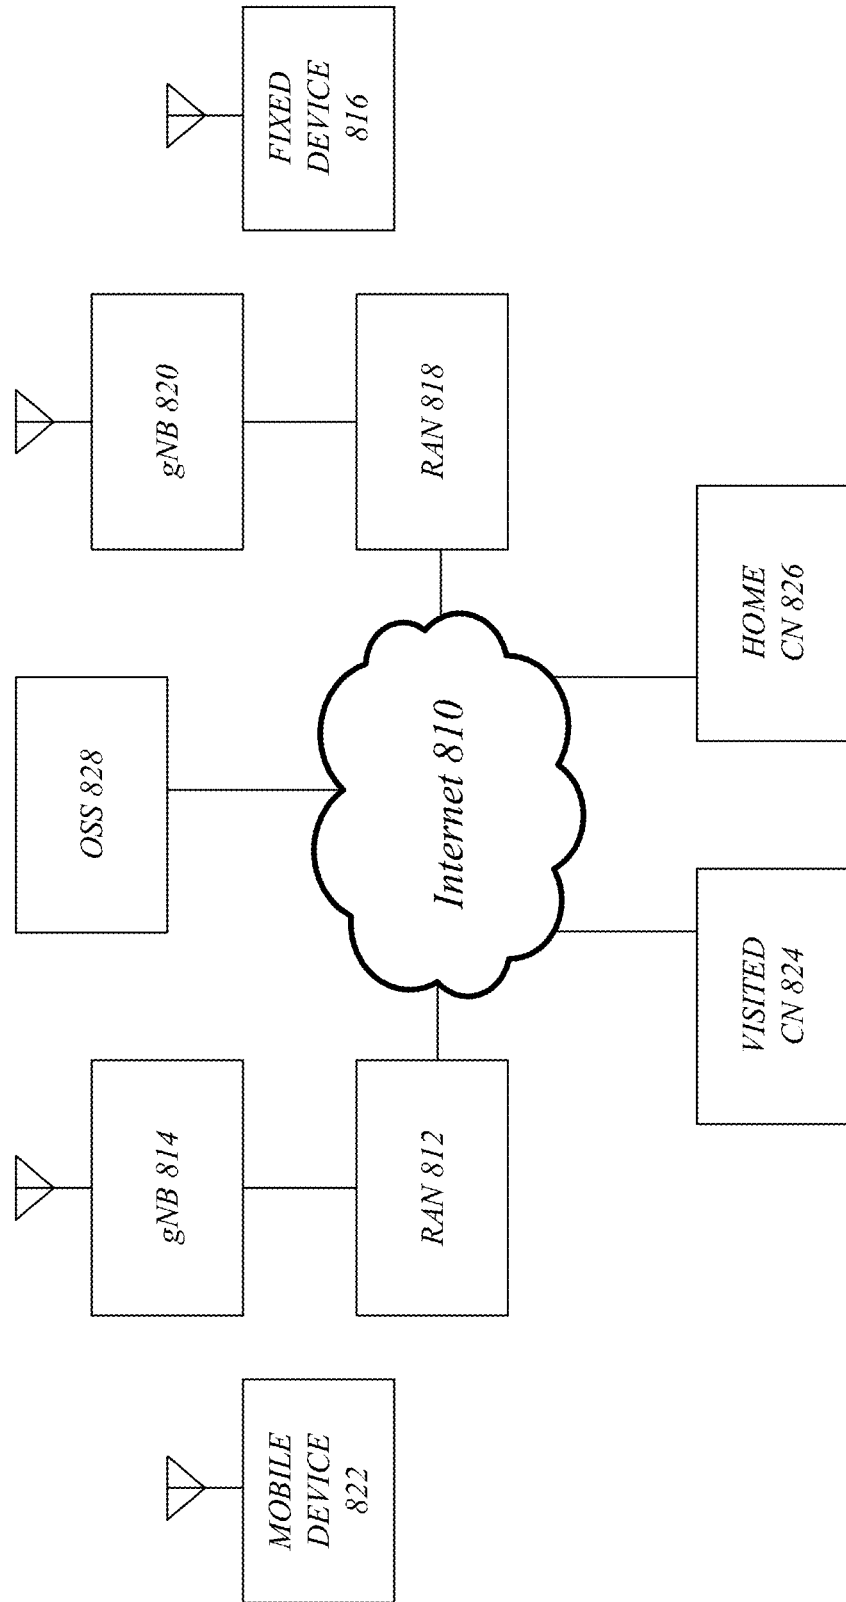 OSS 828
gNB 814
gNB 820
MOBILE
DEVICE
822
FIXED
DEVICE
816
RAN 812
Internet 810
RAN 818
VISITED
CN 824
HOME
CN 826